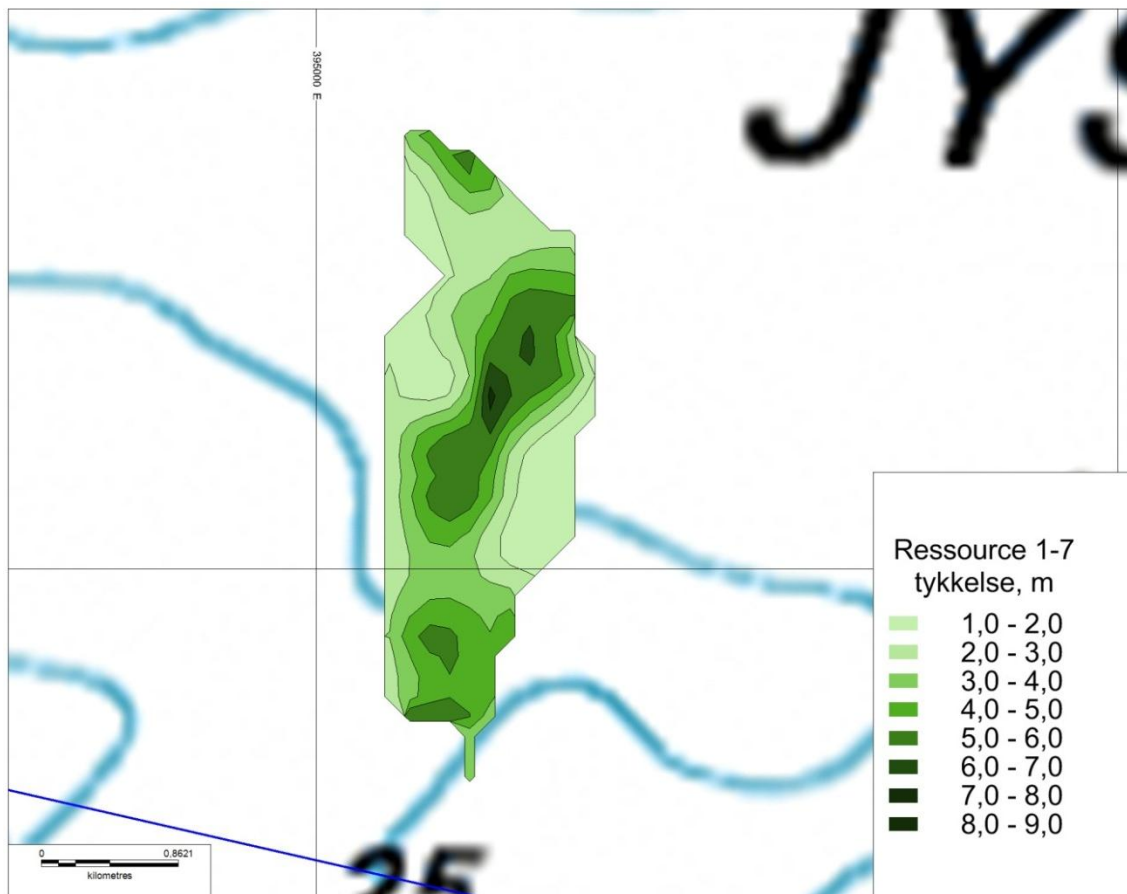 395000 E
JYS
Ressource 1-7
tykkelse, m
1,0 - 2,0
2,0 - 3,0
3,0 - 4,0
4,0 - 5,0
5,0 - 6,0
6,0 - 7,0
7,0 - 8,0
8,0 - 9,0
0 0,8621
kilometres
25